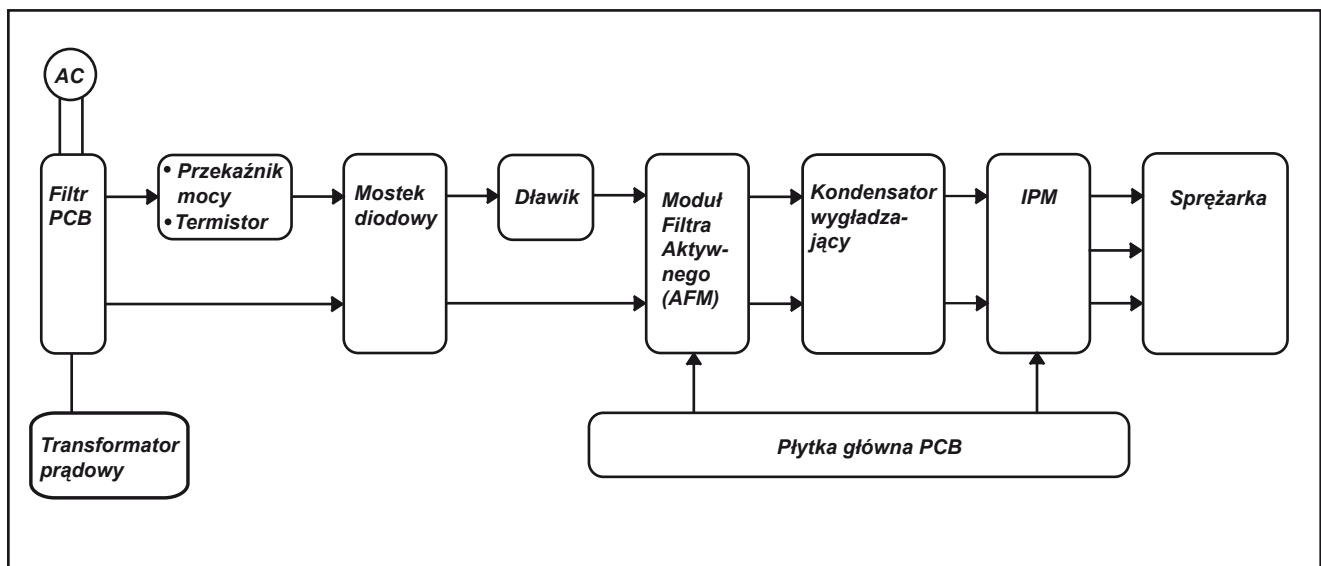 AC
Filtr
PCB
• Przekaźnik
mocy
• Termistor
Mostek
diodowy
Dławik
Moduł
Filtra
Aktyw-
nego
(AFM)
Kondensator
wygładza-
jący
IPM
Sprężarka
Transformator
prądowy
Płytka główna PCB